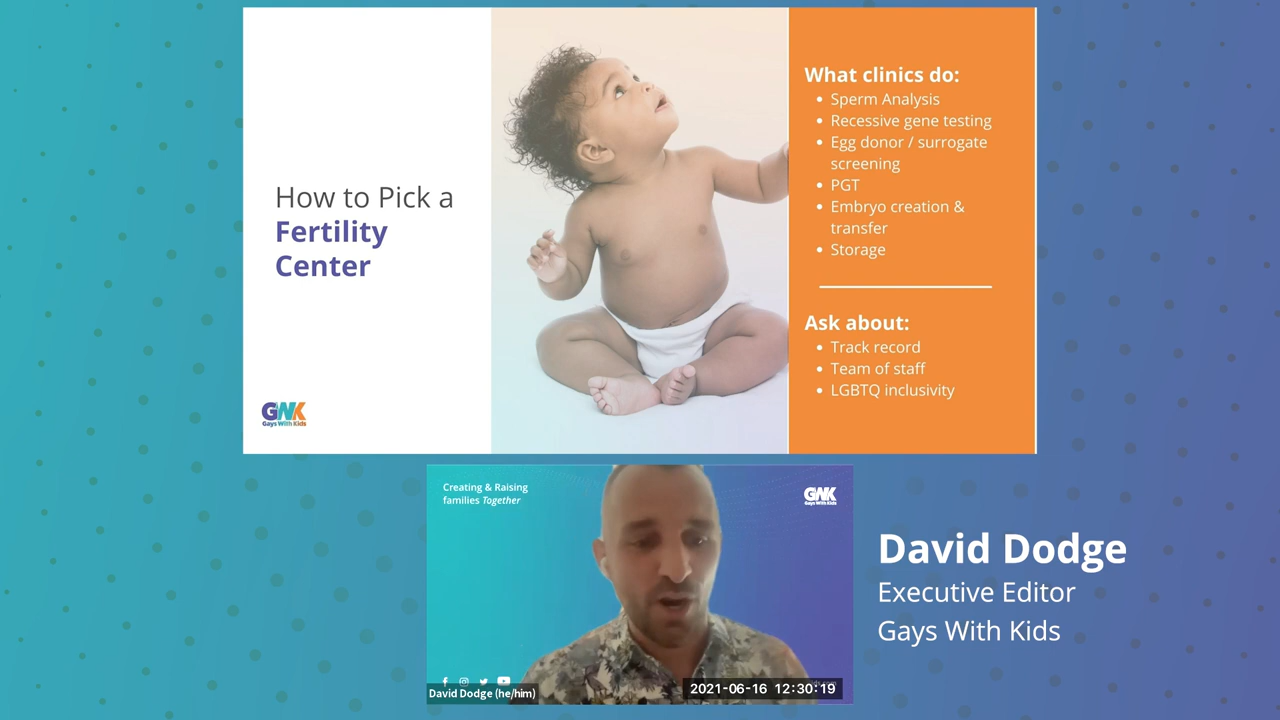 How to Pick a
Fertility
Center
GWK
Gays With Kids
What clinics do:
• Sperm Analysis
• Recessive gene testing
• Egg donor / surrogate
screening
• PGT
• Embryo creation &
transfer
• Storage
Ask about:
• Track record
• Team of staff
• LGBTQ inclusivity
Creating & Raising
families Together
GWK
Gays With Kids
David Dodge (he/him)
2021-06-16 12:30:19
David Dodge
Executive Editor
Gays With Kids